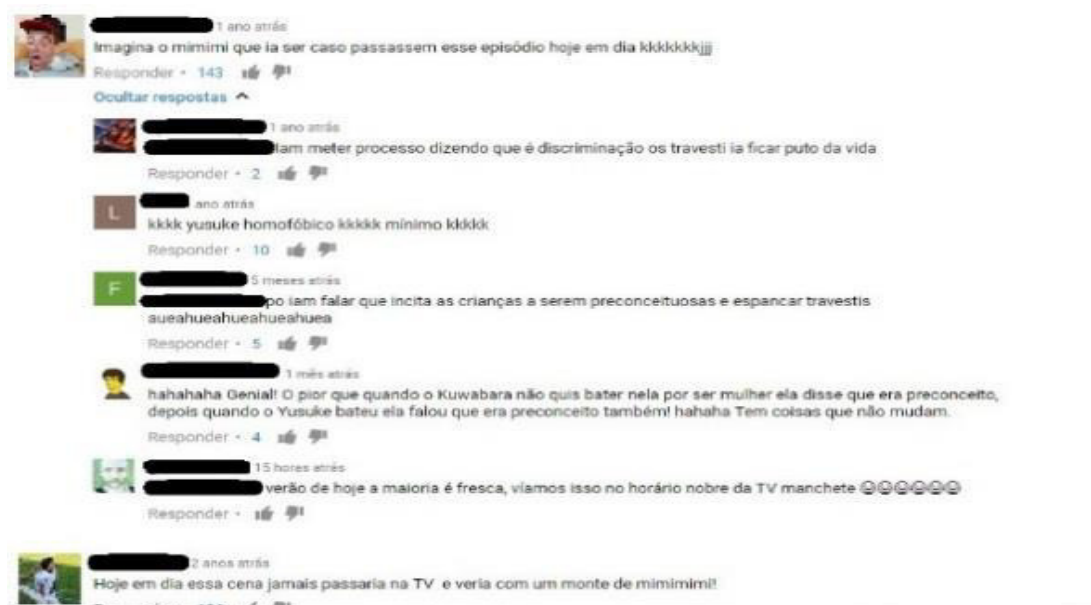 1 ano atrás
Imagina o mimimi que ia ser caso passassem esse episódio hoje em dia kkkkkkkjjj
Responder • 143
Ocultar respostas
1 ano atrás
Iam meter processo dizendo que é discriminação os travesti ia ficar puto da vida
Responder • 2
L
ano atrás
kkkk yusuke homofóbico kkkkk mínimo kkkkk
Responder • 10
F
5 meses atrás
po iam falar que incita as crianças a serem preconceituosas e espancar travestis
aueahueahueahueahuea
Responder • 5
1 mês atrás
hahahaha Genial! O pior que quando o Kuwabara não quis bater nela por ser mulher ela disse que era preconceito,
depois quando o Yusuke bateu ela falou que era preconceito também! hahaha Tem coisas que não mudam.
Responder • 4
15 horas atrás
verão de hoje a maioria é fresca, víamos isso no horário nobre da TV manchete
Responder •
2 anos atrás
Hoje em dia essa cena jamais passaria na TV e veria com um monte de mimimimi!